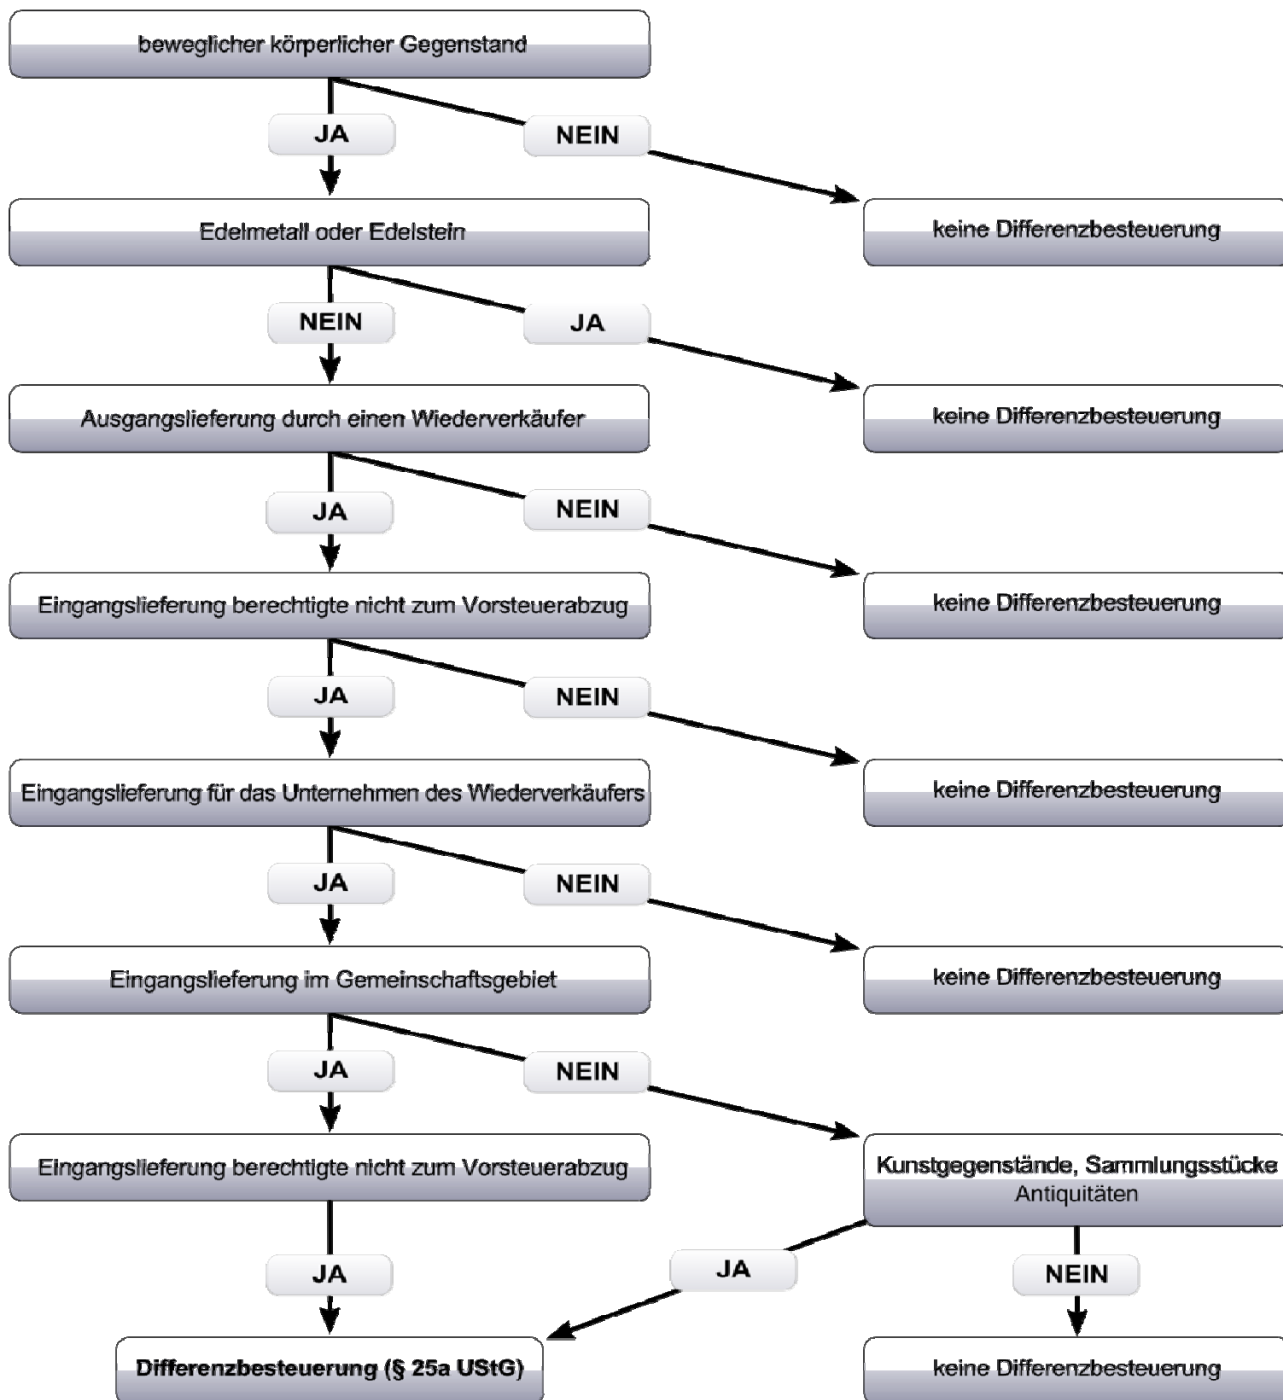 beweglicher körperlicher Gegenstand
JA
NEIN
Edelmetall oder Edelstein
keine Differenzbesteuerung
NEIN
JA
Ausgangslieferung durch einen Wiederverkäufer
keine Differenzbesteuerung
JA
NEIN
Eingangslieferung berechtigte nicht zum Vorsteuerabzug
keine Differenzbesteuerung
JA
NEIN
Eingangslieferung für das Unternehmen des Wiederverkäufers
keine Differenzbesteuerung
JA
NEIN
Eingangslieferung im Gemeinschaftsgebiet
keine Differenzbesteuerung
JA
NEIN
Eingangslieferung berechtigte nicht zum Vorsteuerabzug
Kunstgegenstände, Sammlungsstücke
Antiquitäten
JA
JA
NEIN
Differenzbesteuerung (§ 25a UStG)
keine Differenzbesteuerung